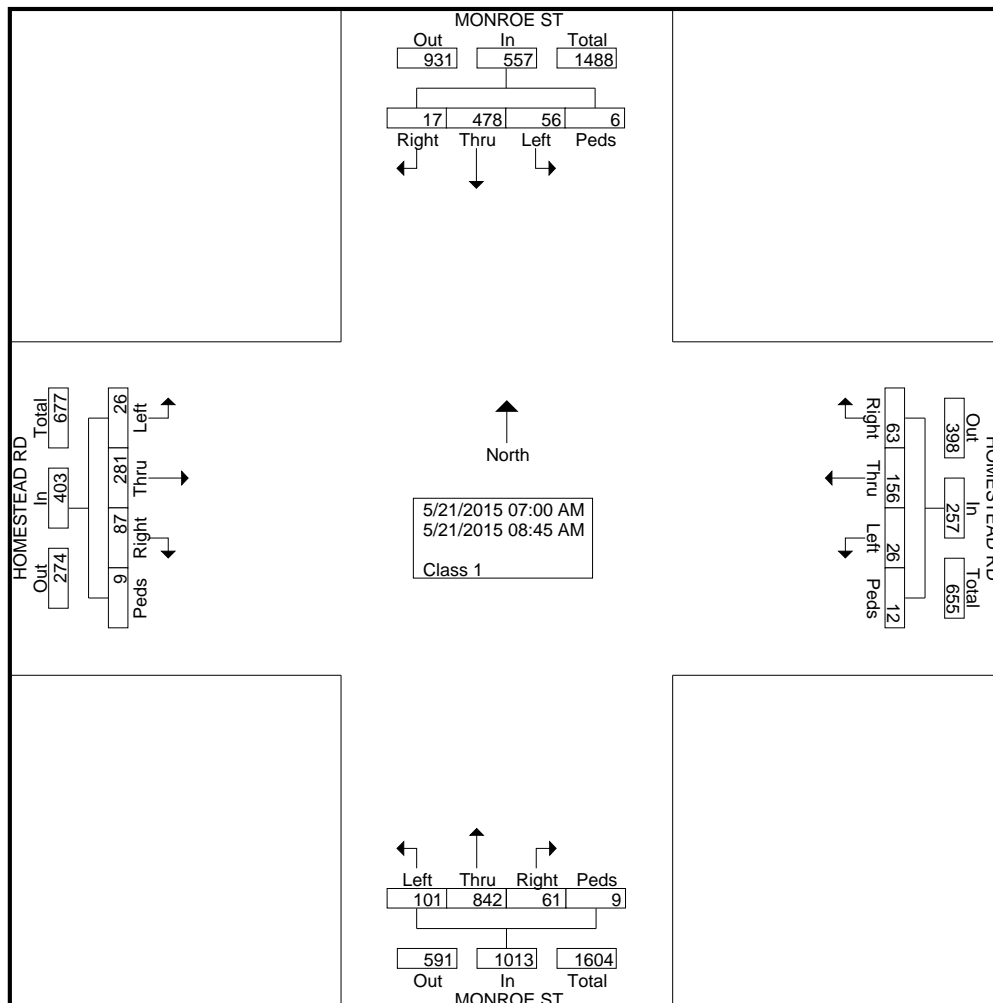 MONROE ST
Out In Total
931 557 1488
17 478 56 6
Right Thru Left Peds
HOMESTEAD RD
Total In Out
677 403 274
26 281 87 9
Left Thru Right Peds
North
5/21/2015 07:00 AM
5/21/2015 08:45 AM
Class 1
Right Thru Left Peds
63 156 26 12
398 257 655
Out In Total
HOMESTEAD RD
Left Thru Right Peds
101 842 61 9
591 1013 1604
Out In Total
MONROE ST